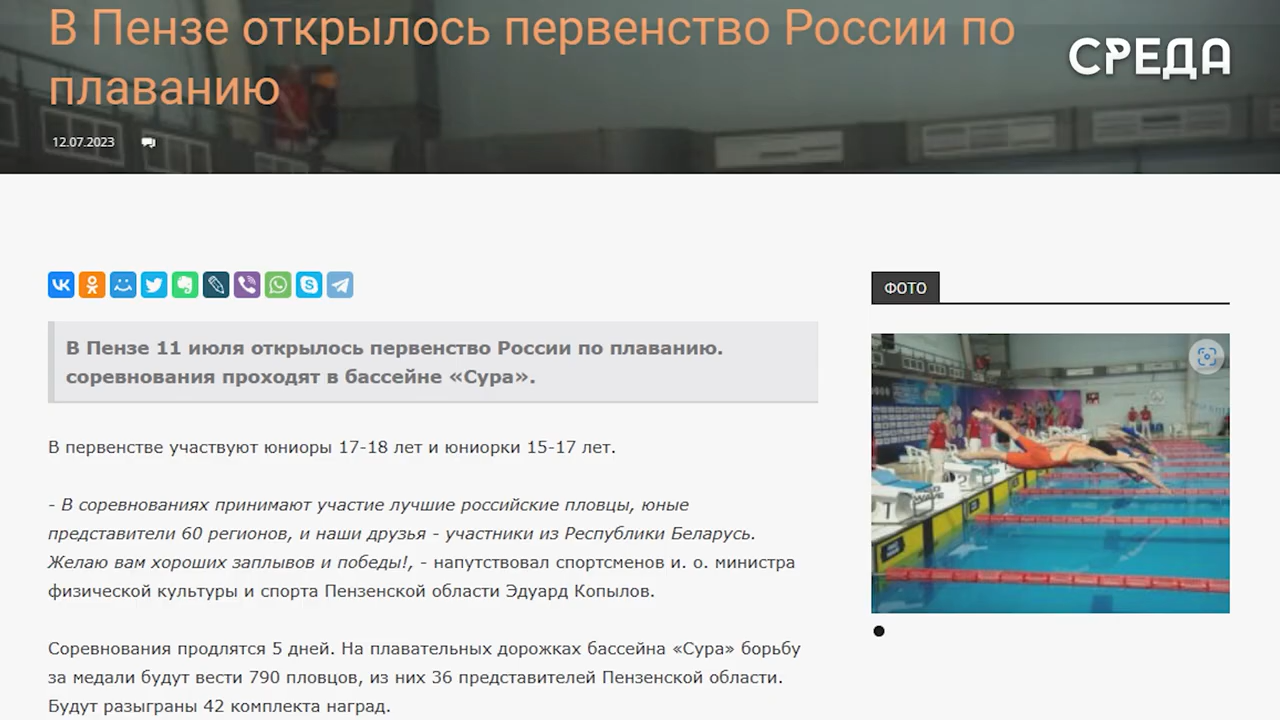 В Пензе открылось первенство России по
плаванию
СРЕДА
12.07.2023
В Пензе 11 июля открылось первенство России по плаванию.
соревнования проходят в бассейне «Сура».
В первенстве участвуют юниоры 17-18 лет и юниорки 15-17 лет.
- В соревнованиях принимают участие лучшие российские пловцы, юные
представители 60 регионов, и наши друзья - участники из Республики Беларусь.
Желаю вам хороших заплывов и победы!, - напутствовал спортсменов и. о. министра
физической культуры и спорта Пензенской области Эдуард Копылов.
Соревнования продлятся 5 дней. На плавательных дорожках бассейна «Сура» борьбу
за медали будут вести 790 пловцов, из них 36 представителей Пензенской области.
Будут разыграны 42 комплекта наград.
ФОТО